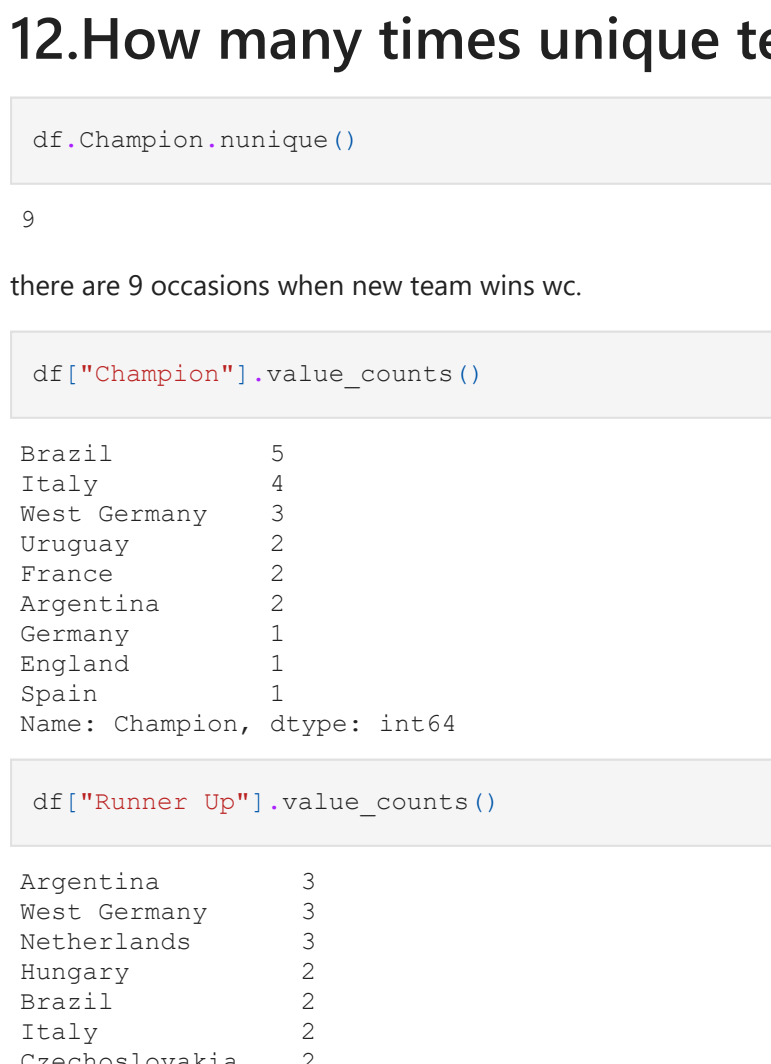 12.How many times unique
df.Champion.nunique()
9
there are 9 occasions when new team wins wc.
df["Champion"].value_counts()
Brazil 5
Italy 4
West Germany 3
Uruguay 2
France 2
Argentina 2
Germany 1
England 1
Spain 1
Name: Champion, dtype: int64
df["Runner Up"].value_counts()
Argentina 3
West Germany 3
Netherlands 3
Hungary 2
Brazil 2
Italy 2
Czechoslovakia 2